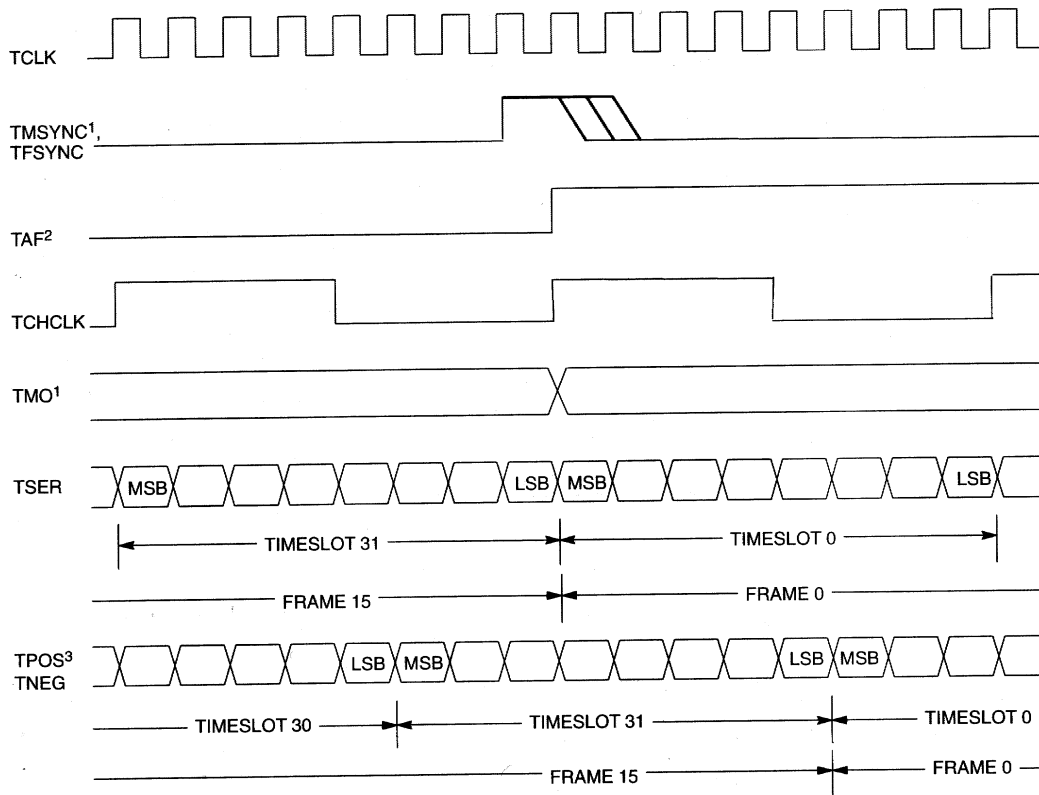 TCLK
TMSYNC¹,
TFSYNC
TAF²
TCHCLK
TMO¹
TSER MSB LSB MSB LSB
TIMESLOT 31 TIMESLOT 0
FRAME 15 FRAME 0
TPOS³
TNEG LSB MSB LSB MSB
TIMESLOT 30 TIMESLOT 31 TIMESLOT 0
FRAME 15 FRAME 0